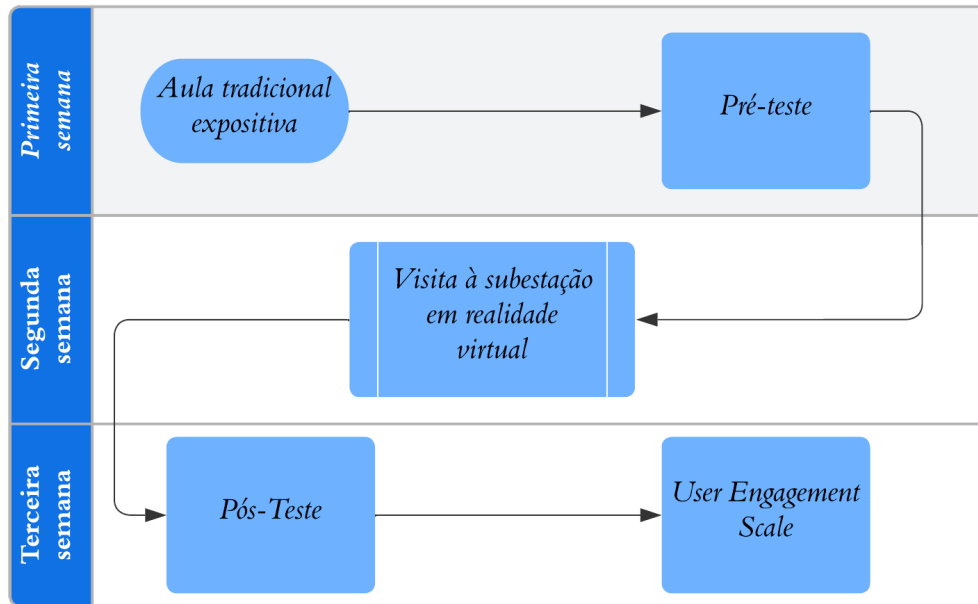 Primeira
semana
Aula tradicional
expositiva
Pré-teste
Segunda
semana
Visita à subestação
em realidade
virtual
Terceira
semana
Pós-Teste
User Engagement
Scale